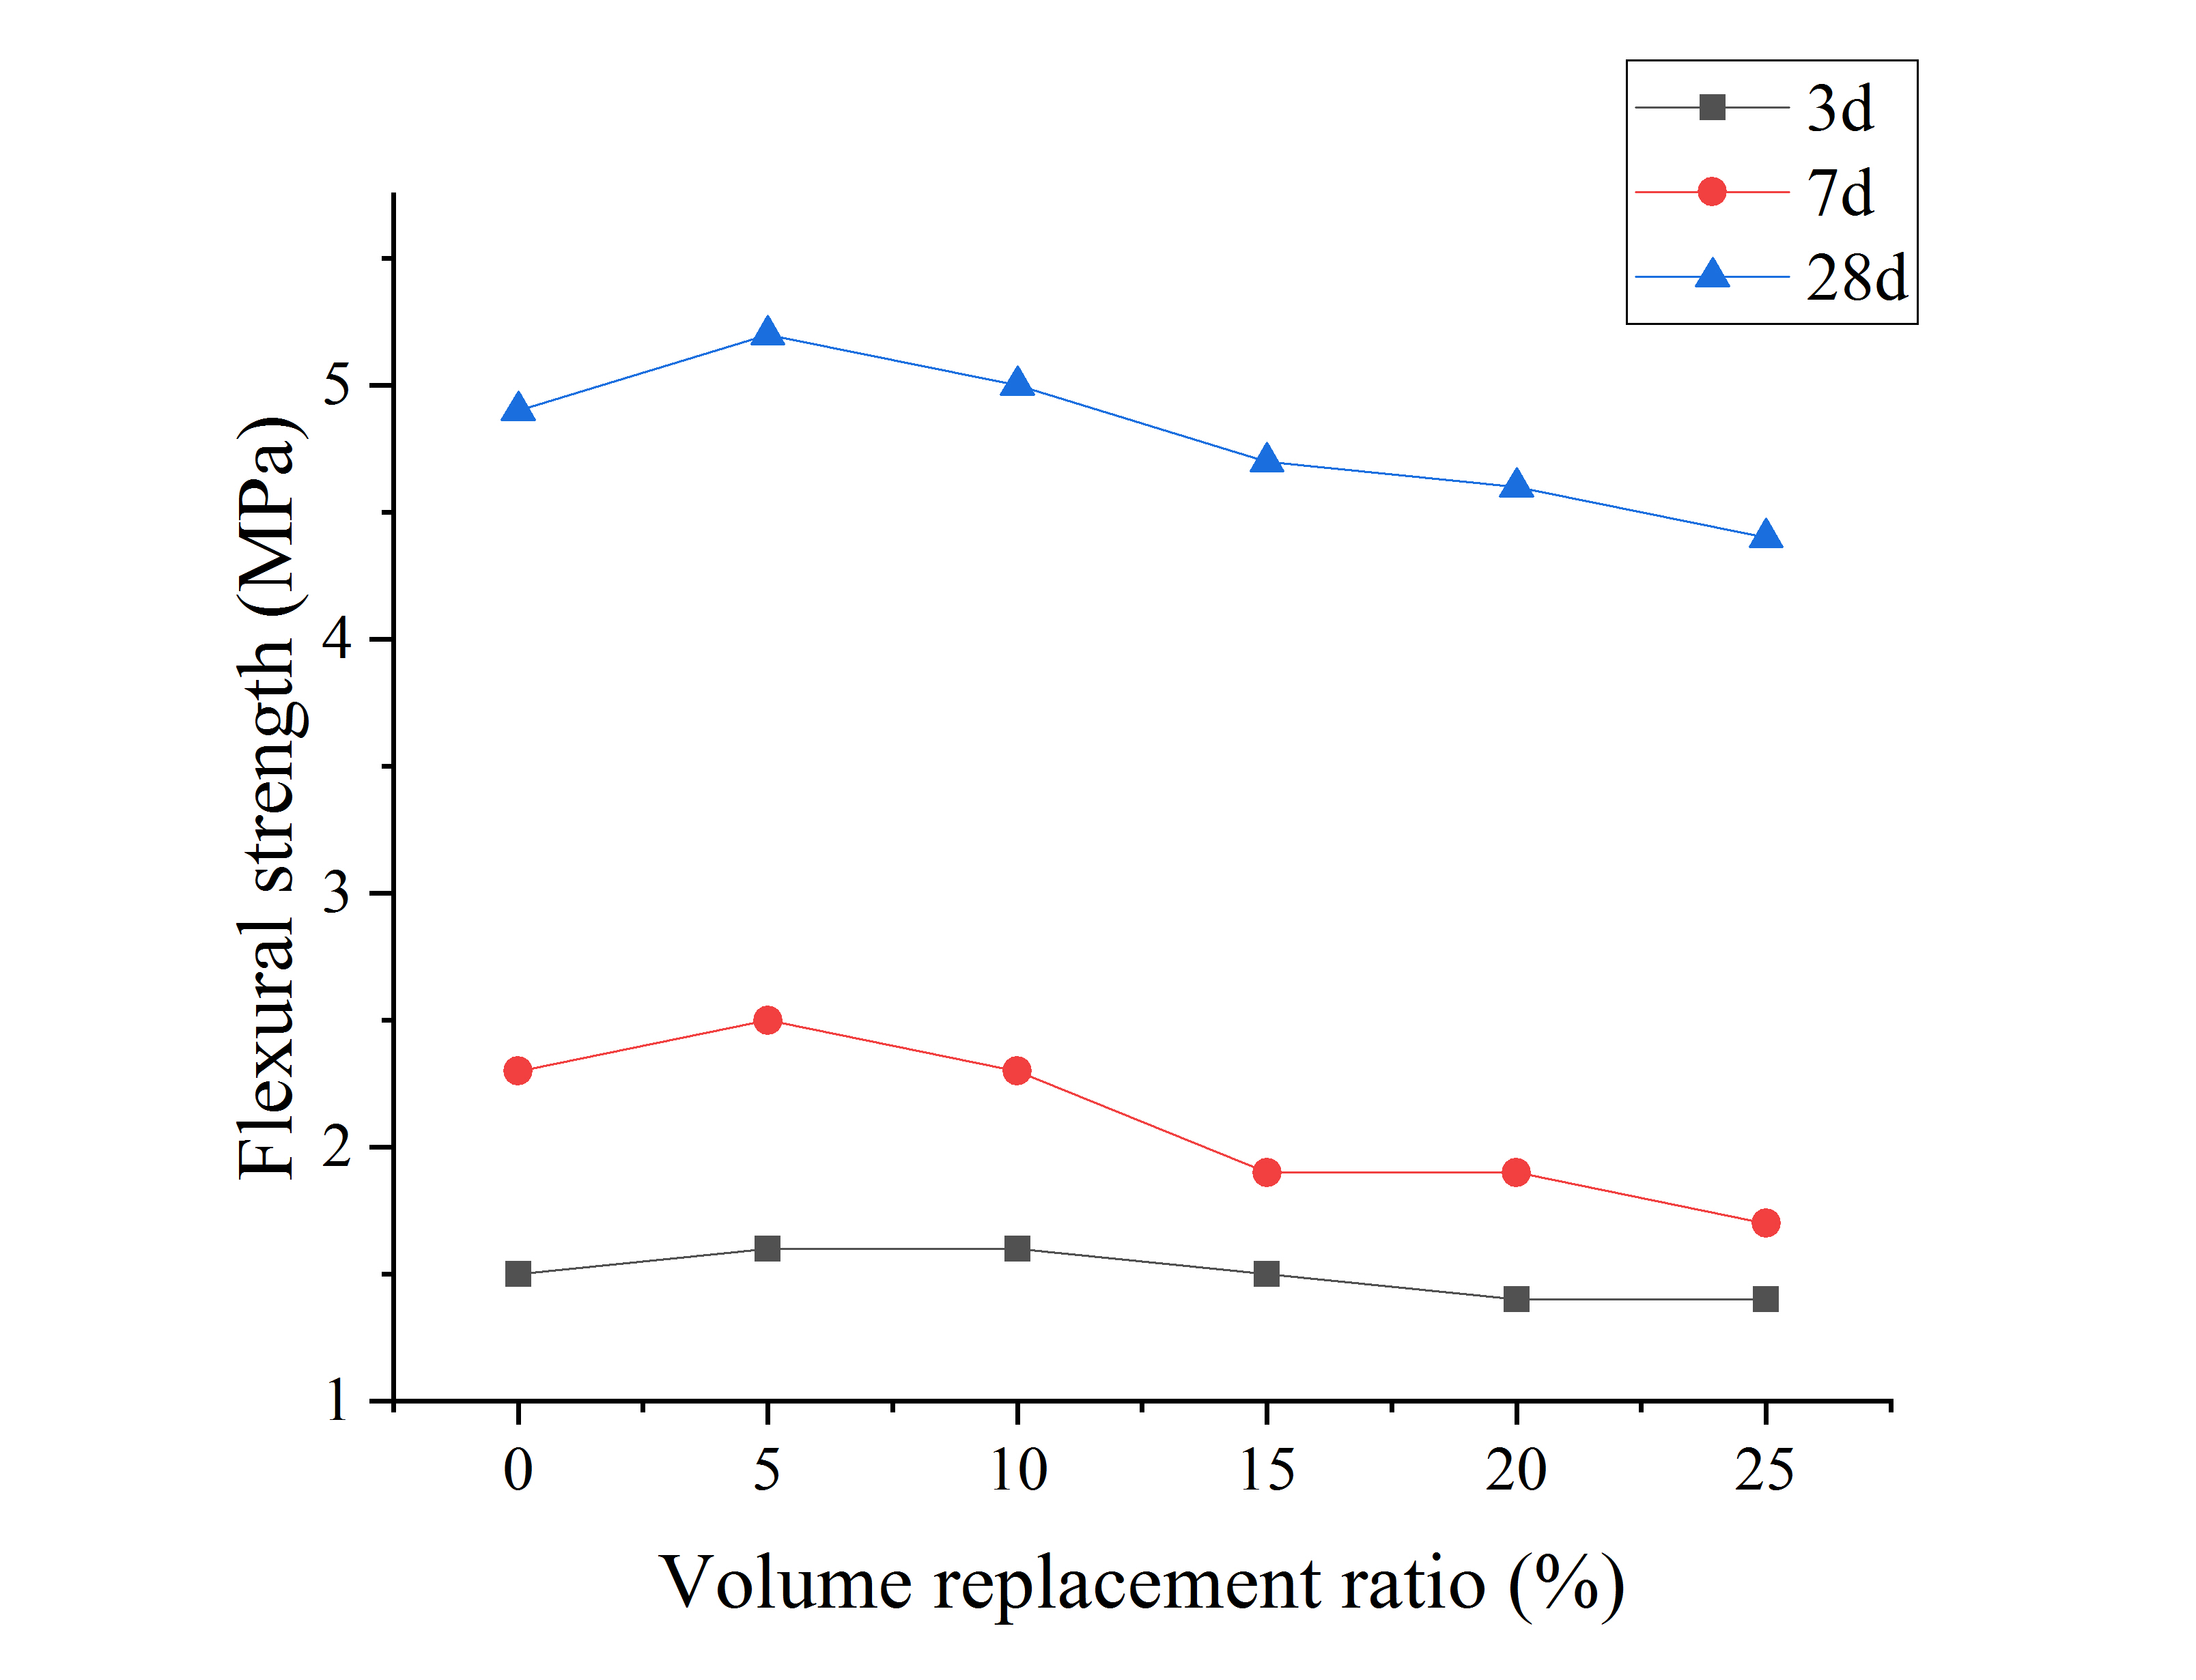 3d
7d
28d
Flexural strength (MPa)
5
4
3
2
1
0 5 10 15 20 25
Volume replacement ratio (%)